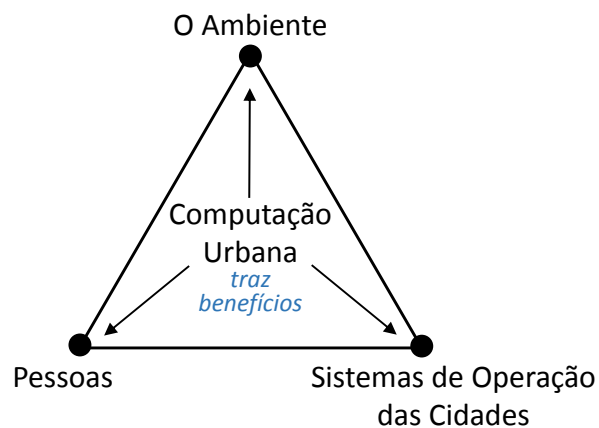 O Ambiente
Computação
Urbana
traz
benefícios
Pessoas
Sistemas de Operação
das Cidades